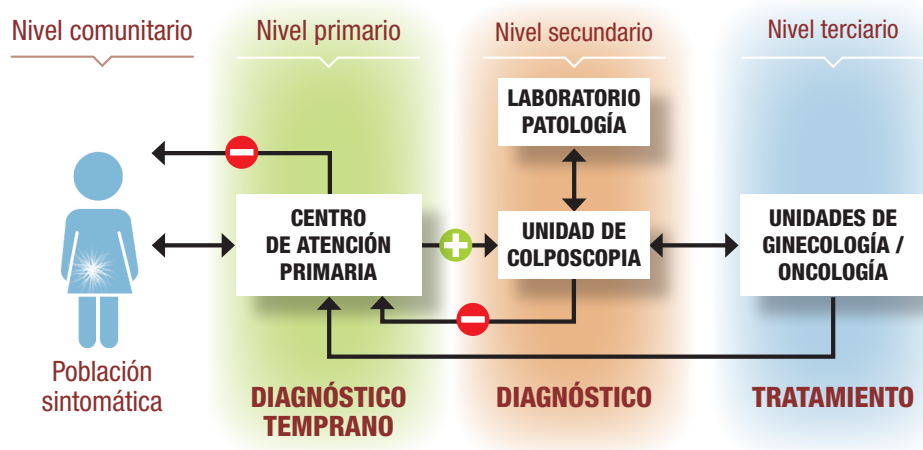 Nivel comunitario
Nivel primario
Nivel secundario
Nivel terciario
LABORATORIO
PATOLOGÍA
CENTRO
DE ATENCIÓN
PRIMARIA
UNIDAD DE
COLPOSCOPIA
UNIDADES DE
GINECOLOGÍA /
ONCOLOGÍA
Población
sintomática
DIAGNÓSTICO
TEMPRANO
DIAGNÓSTICO
TRATAMIENTO